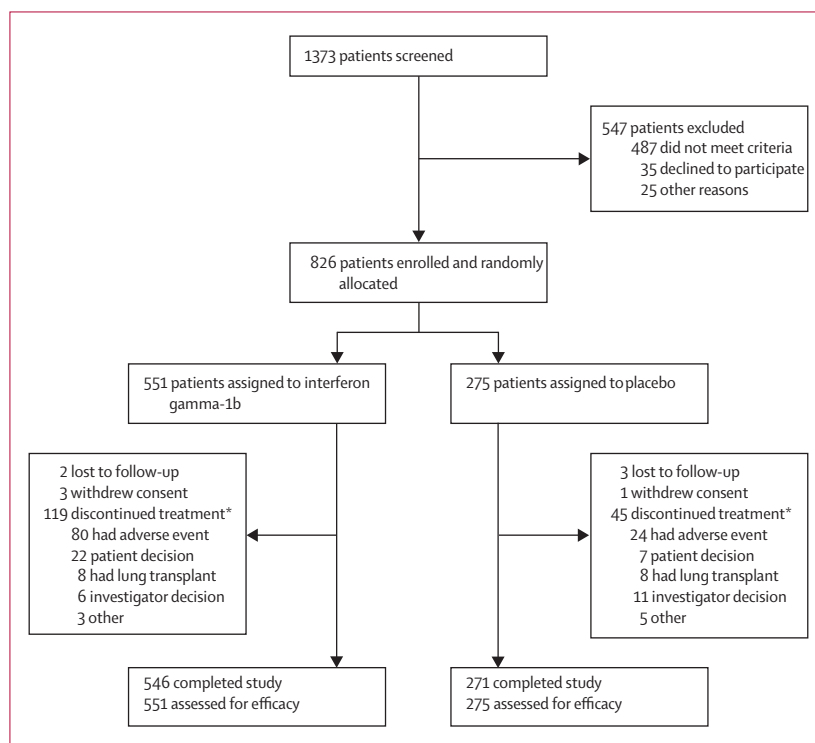 1373 patients screened
547 patients excluded
487 did not meet criteria
35 declined to participate
25 other reasons
826 patients enrolled and randomly
allocated
551 patients assigned to interferon
gamma-1b
275 patients assigned to placebo
2 lost to follow-up
3 withdrew consent
119 discontinued treatment*
80 had adverse event
22 patient decision
8 had lung transplant
6 investigator decision
3 other
3 lost to follow-up
1 withdrew consent
45 discontinued treatment*
24 had adverse event
7 patient decision
8 had lung transplant
11 investigator decision
5 other
546 completed study
551 assessed for efficacy
271 completed study
275 assessed for efficacy